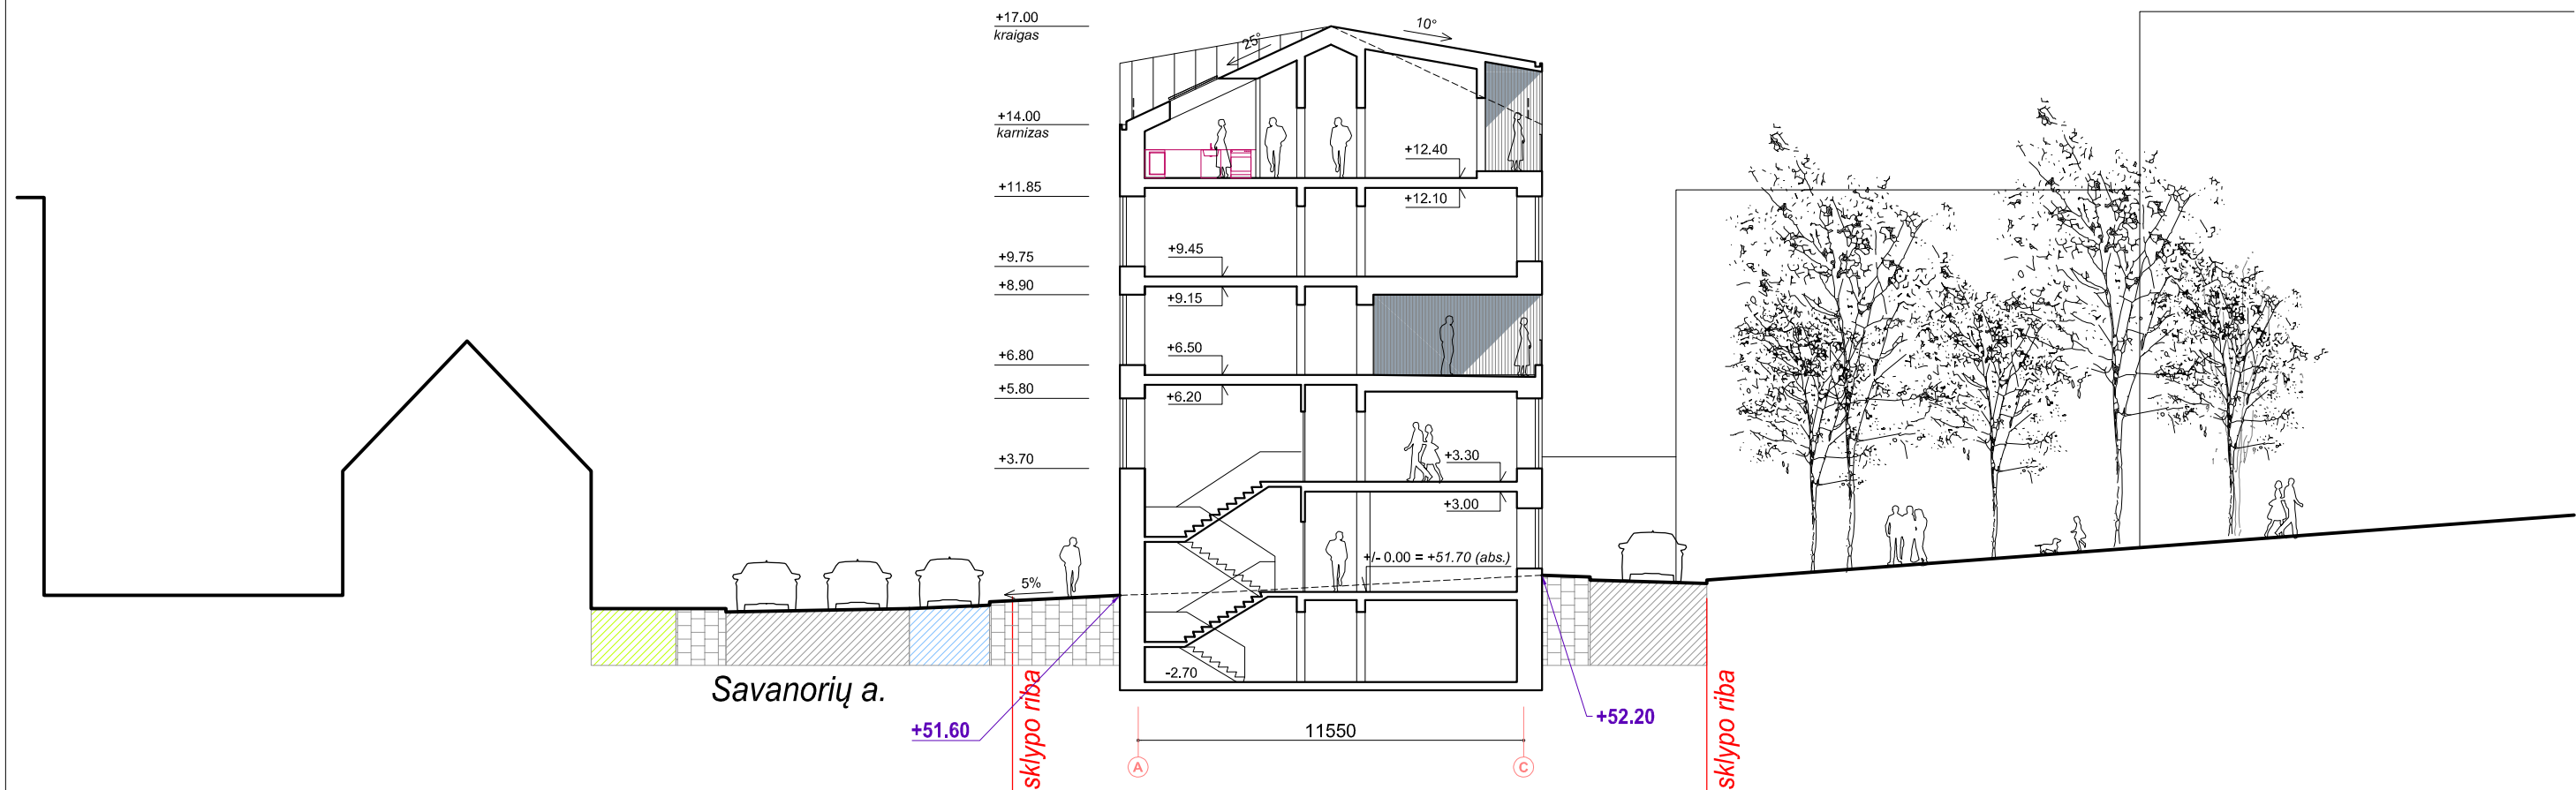 +17.00
kraigas
25°
10°
+14.00
karnizas
+12.40
+11.85
+12.10
+9.45
+9.75
+8.90
+9.15
+6.50
+6.80
+5.80
+6.20
+3.70
+3.30
+3.00
+/- 0.00 = +51.70 (abs.)
5%
-2.70
Savanorių a.
sklypo riba
sklypo riba
+51.60
+52.20
11550
A
C